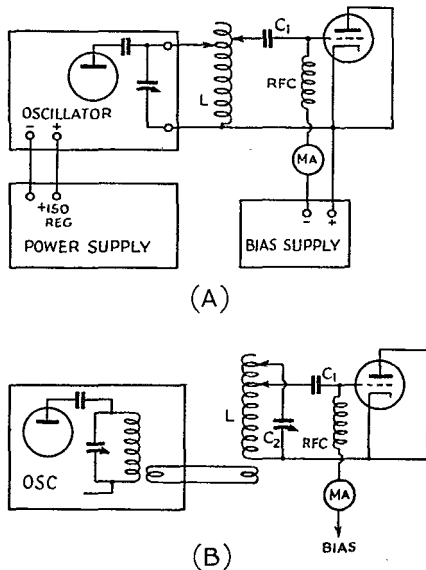 C1
L
RFC
OSCILLATOR
- +
MA
+150
REG
- +
POWER SUPPLY
BIAS SUPPLY
(A)
C1
L
C2
RFC
OSC
MA
BIAS
(B)